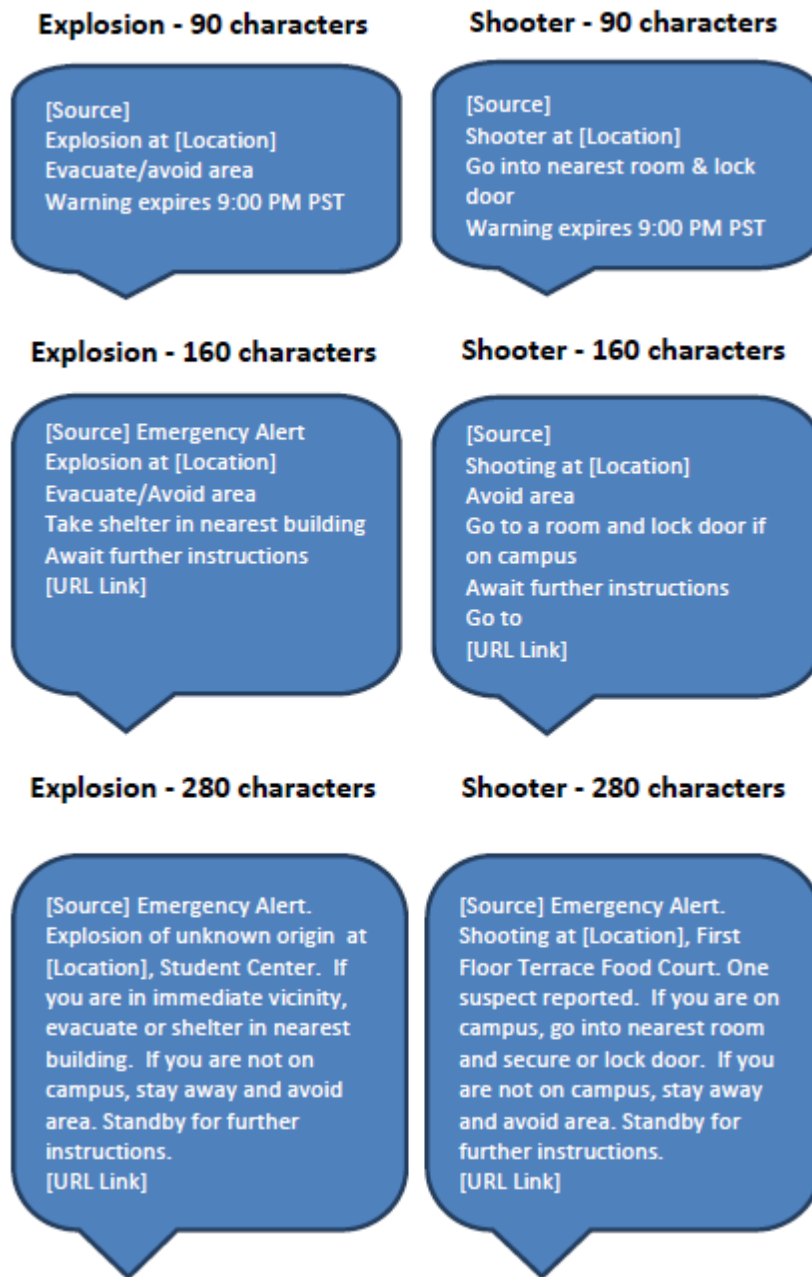 Explosion - 90 characters
[Source]
Explosion at [Location]
Evacuate/avoid area
Warning expires 9:00 PM PST
Shooter - 90 characters
[Source]
Shooter at [Location]
Go into nearest room & lock
door
Warning expires 9:00 PM PST
Explosion - 160 characters
[Source] Emergency Alert
Explosion at [Location]
Evacuate/Avoid area
Take shelter in nearest building
Await further instructions
[URL Link]
Shooter - 160 characters
[Source]
Shooting at [Location]
Avoid area
Go to a room and lock door if
on campus
Await further instructions
Go to
[URL Link]
Explosion - 280 characters
[Source] Emergency Alert.
Explosion of unknown origin at
[Location], Student Center. If
you are in immediate vicinity,
evacuate or shelter in nearest
building. If you are not on
campus, stay away and avoid
area. Standby for further
instructions.
[URL Link]
Shooter - 280 characters
[Source] Emergency Alert.
Shooting at [Location], First
Floor Terrace Food Court. One
suspect reported. If you are on
campus, go into nearest room
and secure or lock door. If you
are not on campus, stay away
and avoid area. Standby for
further instructions.
[URL Link]